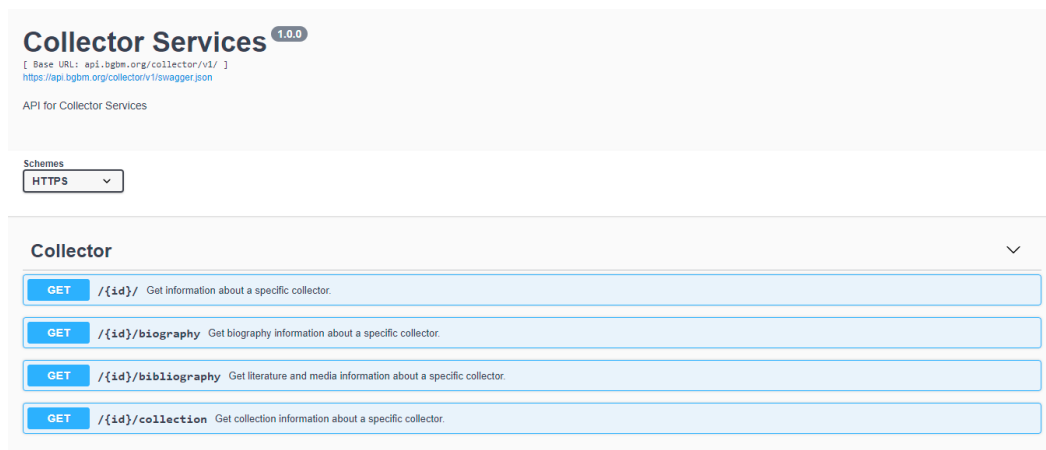 Collector Services 1.0.0
[ Base URL: api.bgbm.org/collector/v1/ ]
https://api.bgbm.org/collector/v1/swagger.json
API for Collector Services
Schemes
HTTPS
Collector
GET /{id}/ Get information about a specific collector.
GET /{id}/biography Get biography information about a specific collector.
GET /{id}/bibliography Get literature and media information about a specific collector.
GET /{id}/collection Get collection information about a specific collector.